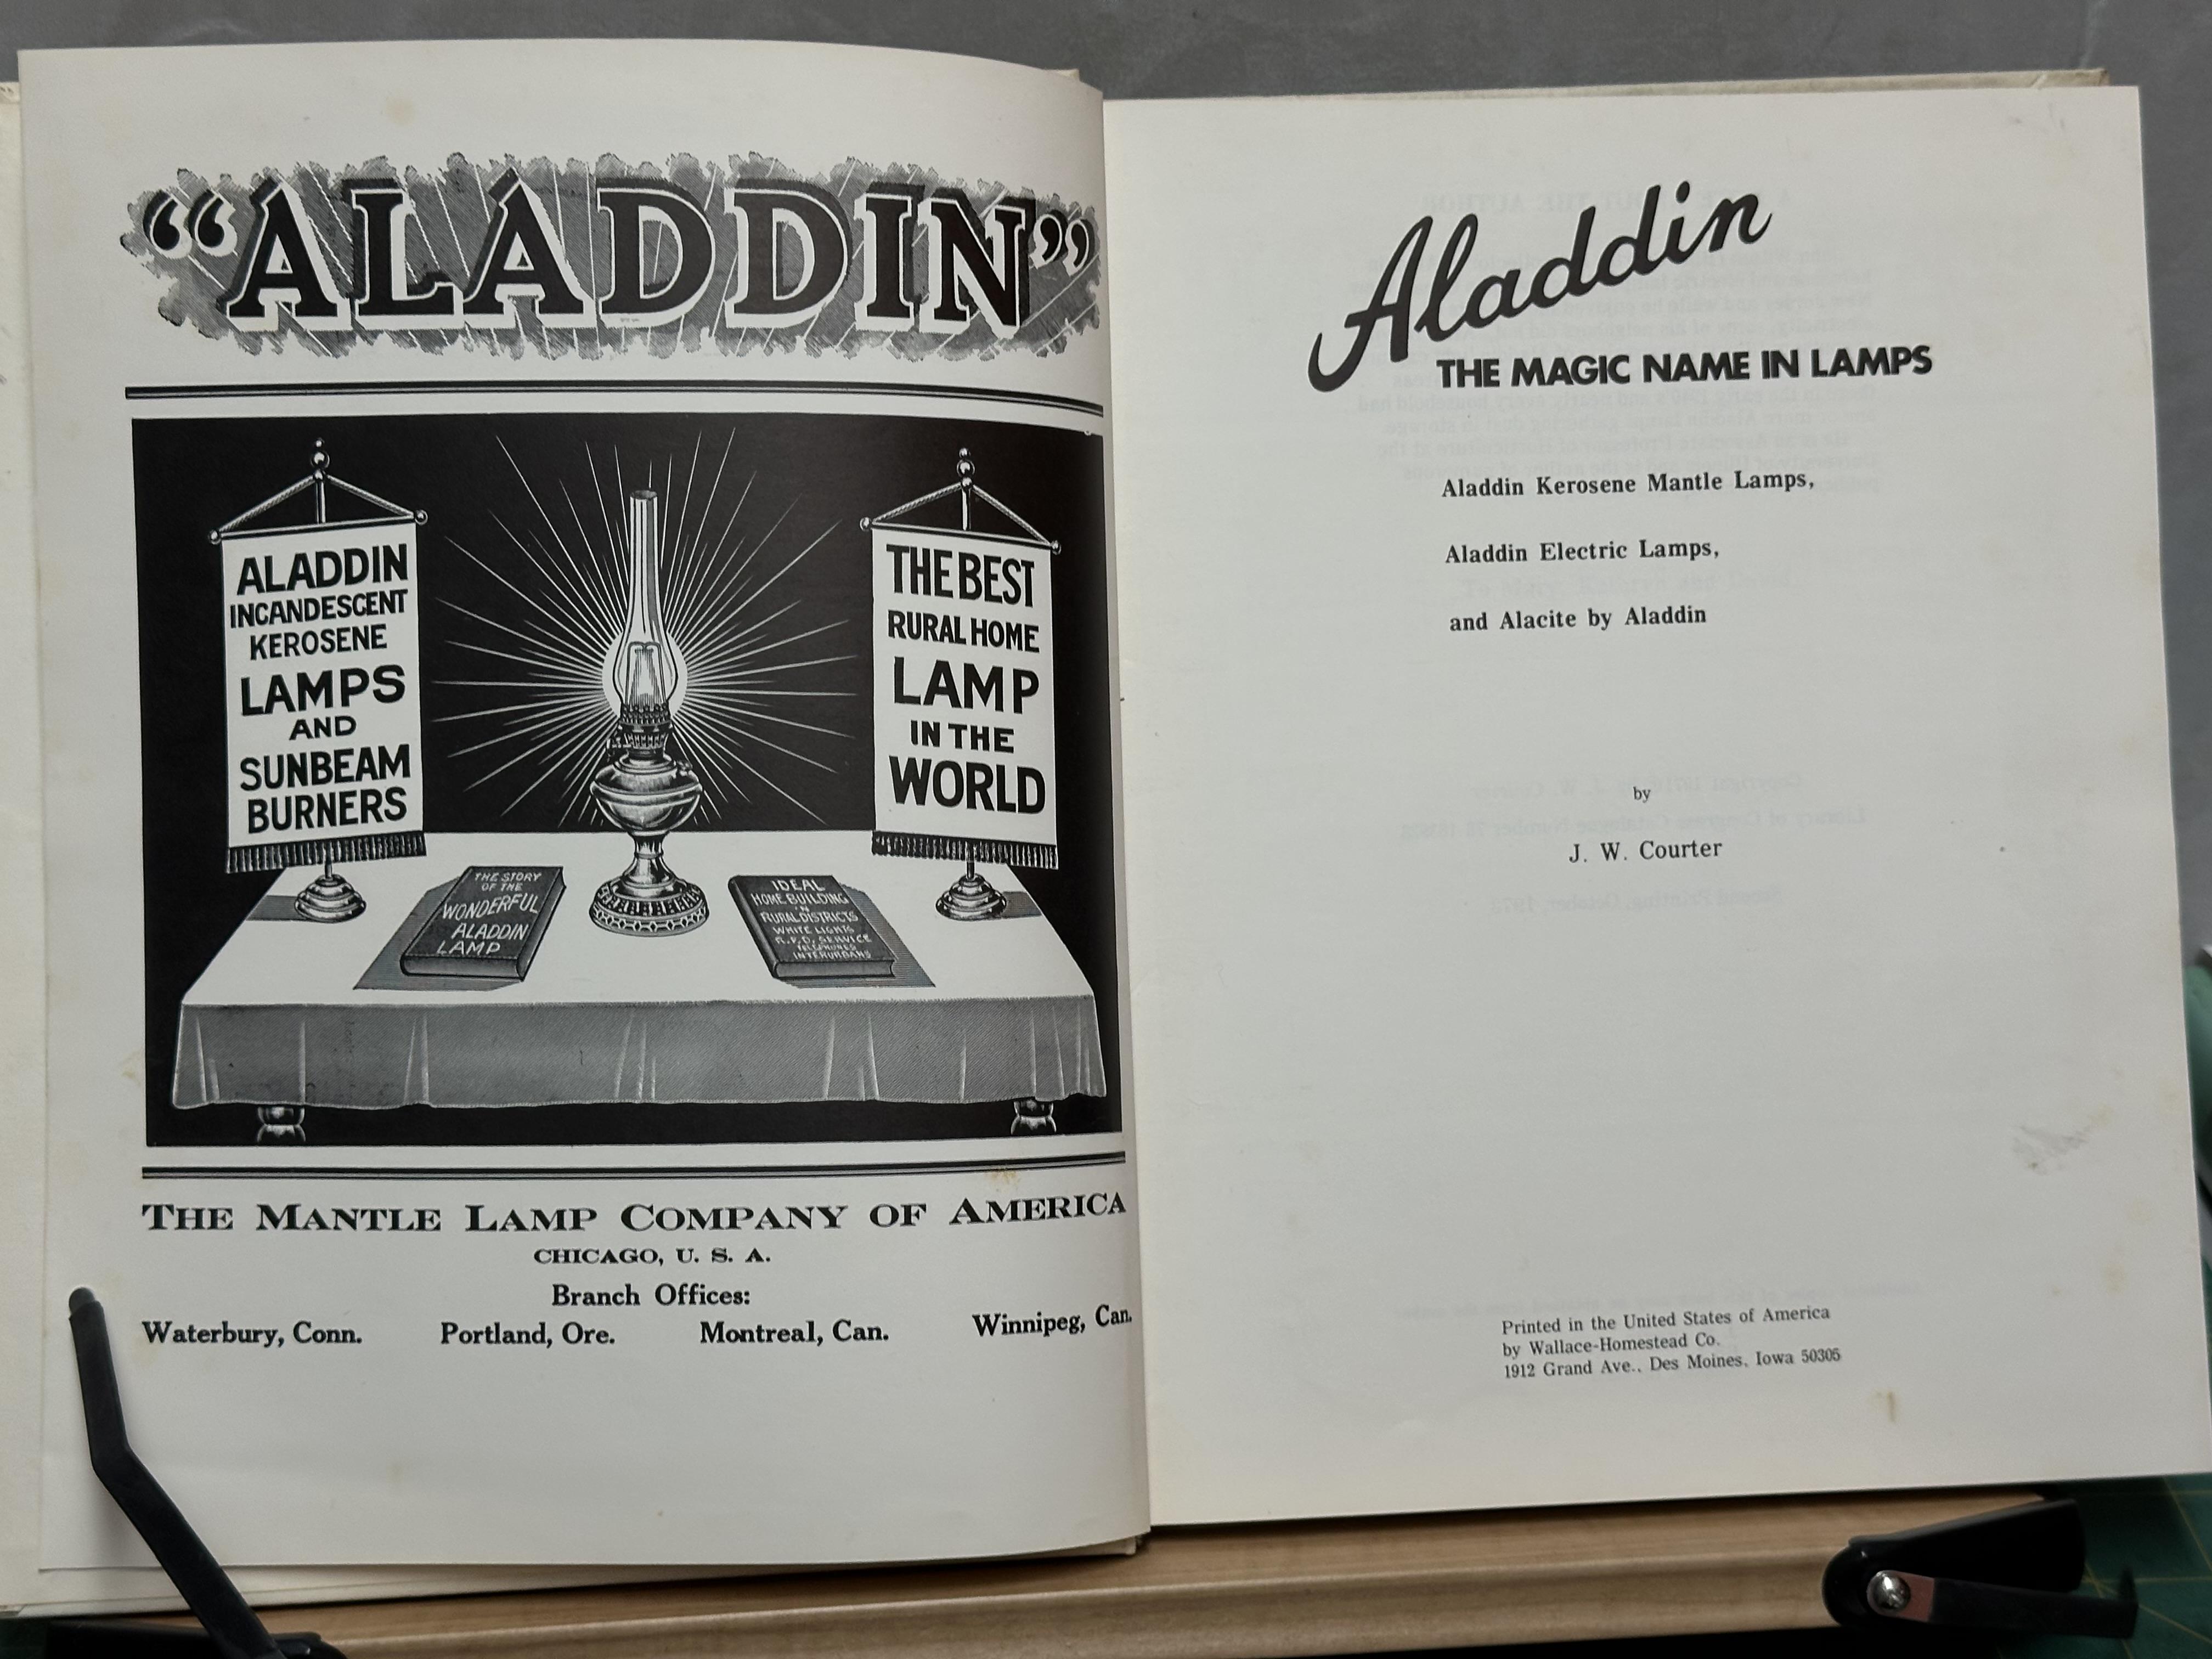 “ALADDIN”
ALADDIN
INCANDESCENT
KEROSENE
LAMPS
AND
SUNBEAM
BURNERS
THE BEST
RURAL HOME
LAMP
IN THE
WORLD
THE STORY
OF THE
WONDERFUL
ALADDIN
LAMP
IDEAL
HOME BUILDING
IN
RURAL DISTRICTS
WHITE LIGHTS
R.F.D. SERVICE
TELEPHONES
INTERURBANS
THE MANTLE LAMP COMPANY OF AMERICA
CHICAGO, U. S. A.
Branch Offices:
Waterbury, Conn. Portland, Ore. Montreal, Can. Winnipeg, Can.
Aladdin
THE MAGIC NAME IN LAMPS
Aladdin Kerosene Mantle Lamps,
Aladdin Electric Lamps,
and Alacite by Aladdin
by
J. W. Courter
Printed in the United States of America
by Wallace-Homestead Co.
1912 Grand Ave., Des Moines, Iowa 50305